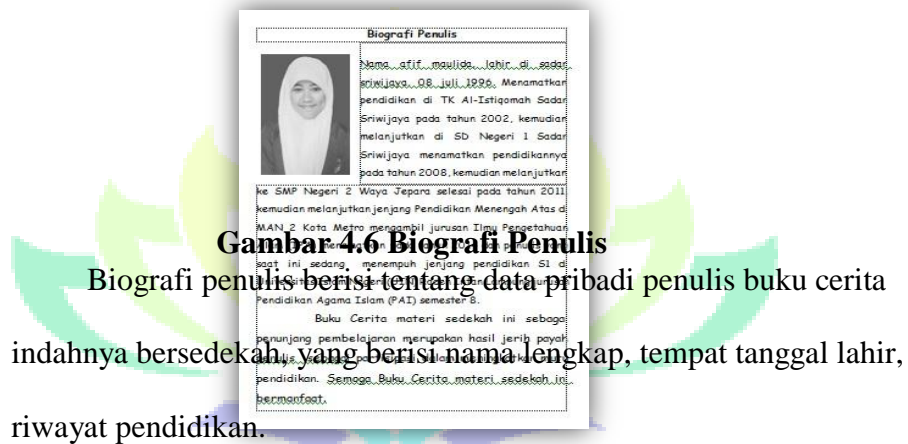 Biografi Penulis
Nama afif maulida, lahir di sadar
sriwijaya, 08 juli 1996. Menamatkan
pendidikan di TK Al-Istiqomah Sadar
Sriwijaya pada tahun 2002, kemudian
melanjutkan di SD Negeri 1 Sadar
Sriwijaya menamatkan pendidikannya
pada tahun 2008, kemudian melanjutkan
ke SMP Negeri 2 Waya Jepara selesai pada tahun 2011
kemudian melanjutkan jenjang Pendidikan Menengah Atas d
MAN 2 Kota Metro mengambil jurusan Ilmu Pengetahuan
Gambar 4.6 Biografi Penulis
saat ini sedang menempuh jenjang pendidikan S1 d
Biografi penulis berisi tentang data pribadi penulis buku cerita
Pendidikan Agama Islam (PAI) semester 8.
Buku Cerita materi sedekah ini sebaga
penunjang pembelajaran merupakan hasil jerih payah
indahnya bersedekah, yang berisi nama lengkap, tempat tanggal lahir,
pendidikan. Semoga Buku Cerita materi sedekah ini
bermanfaat.
riwayat pendidikan.